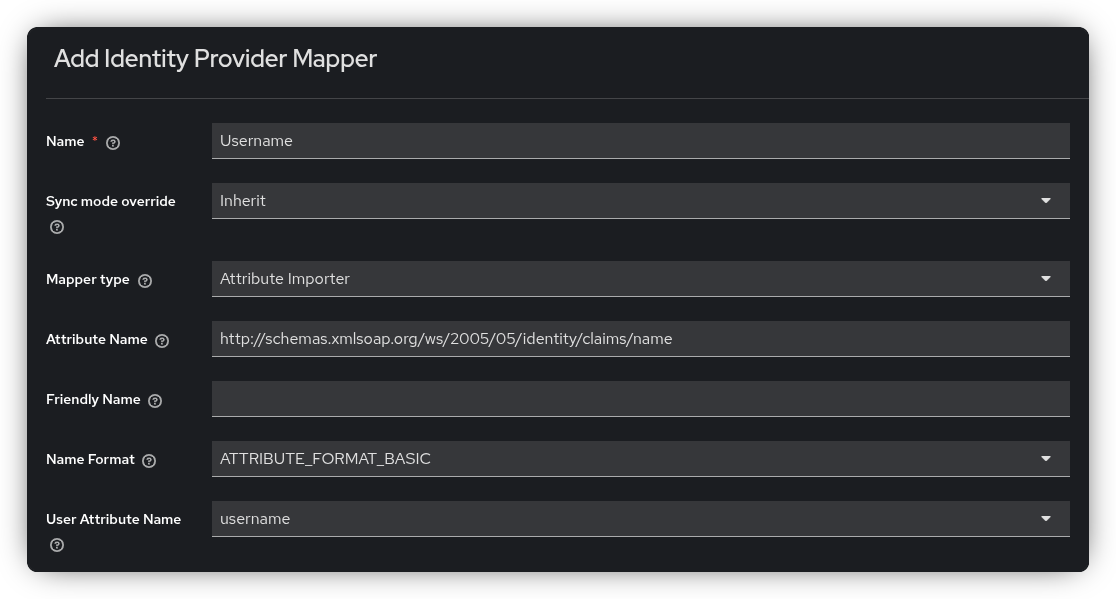 Add Identity Provider Mapper
Name *
Username
Sync mode override
Inherit
Mapper type
Attribute Importer
Attribute Name
http://schemas.xmlsoap.org/ws/2005/05/identity/claims/name
Friendly Name
Name Format
ATTRIBUTE_FORMAT_BASIC
User Attribute Name
username